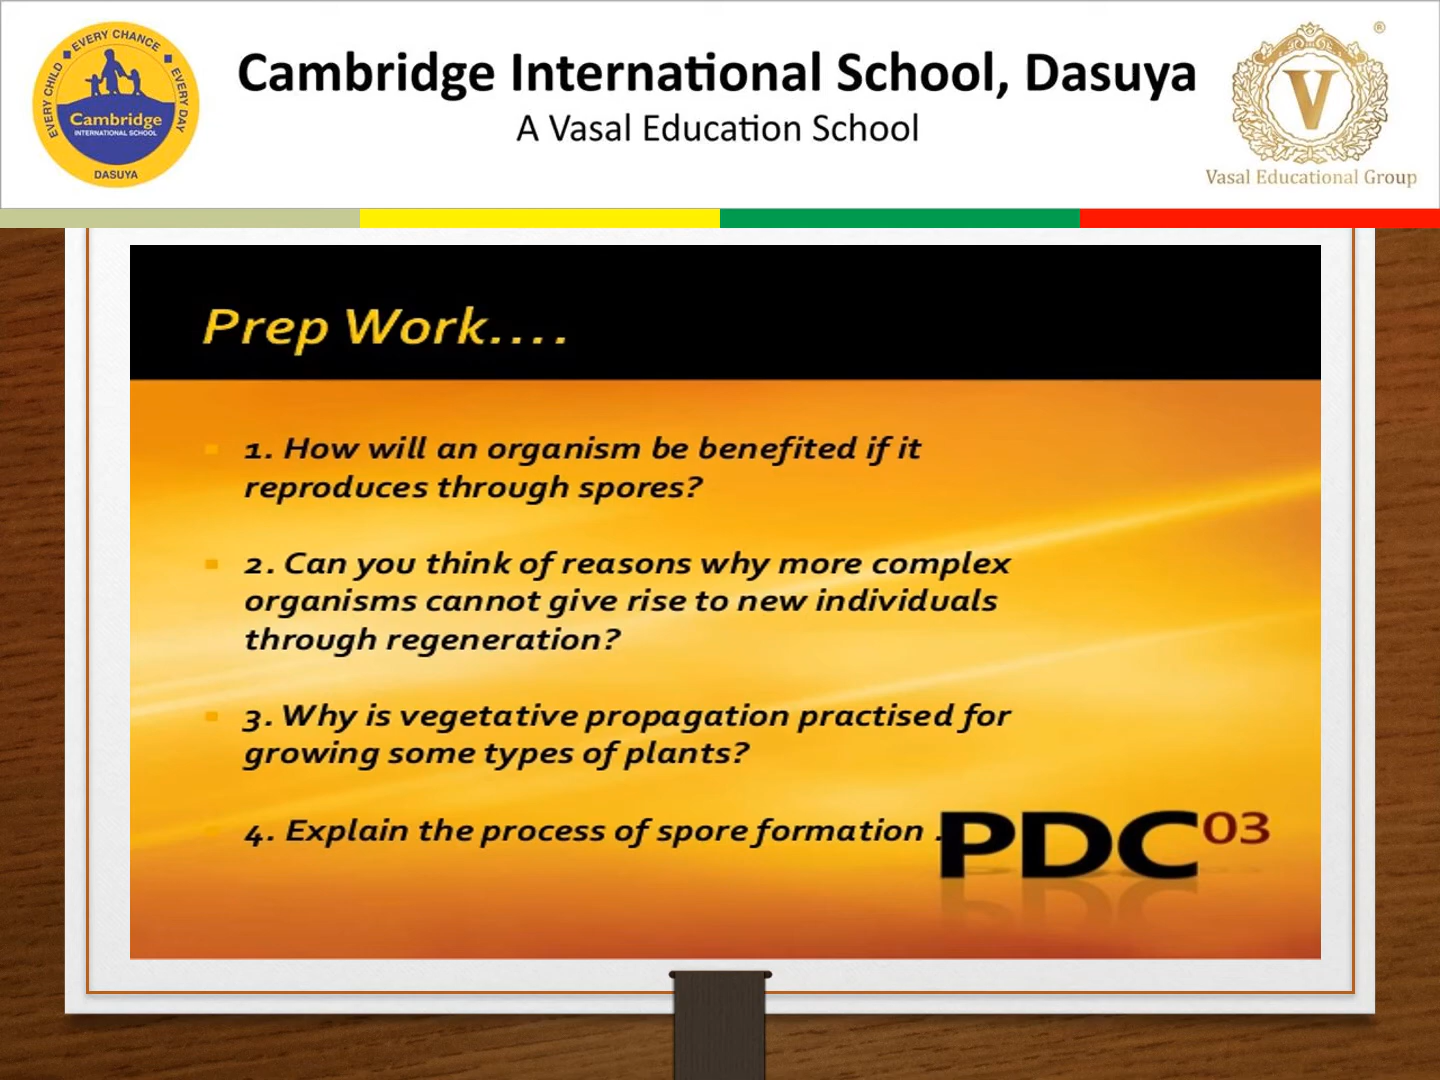 EVERY CHILD EVERY CHANCE EVERY DAY
Cambridge
INTERNATIONAL SCHOOL
DASUYA
Cambridge International School, Dasuya
A Vasal Education School
®
V
Vasal Educational Group
Prep Work....
1. How will an organism be benefited if it
reproduces through spores?
2. Can you think of reasons why more complex
organisms cannot give rise to new individuals
through regeneration?
3. Why is vegetative propagation practised for
growing some types of plants?
4. Explain the process of spore formation .
PDC03